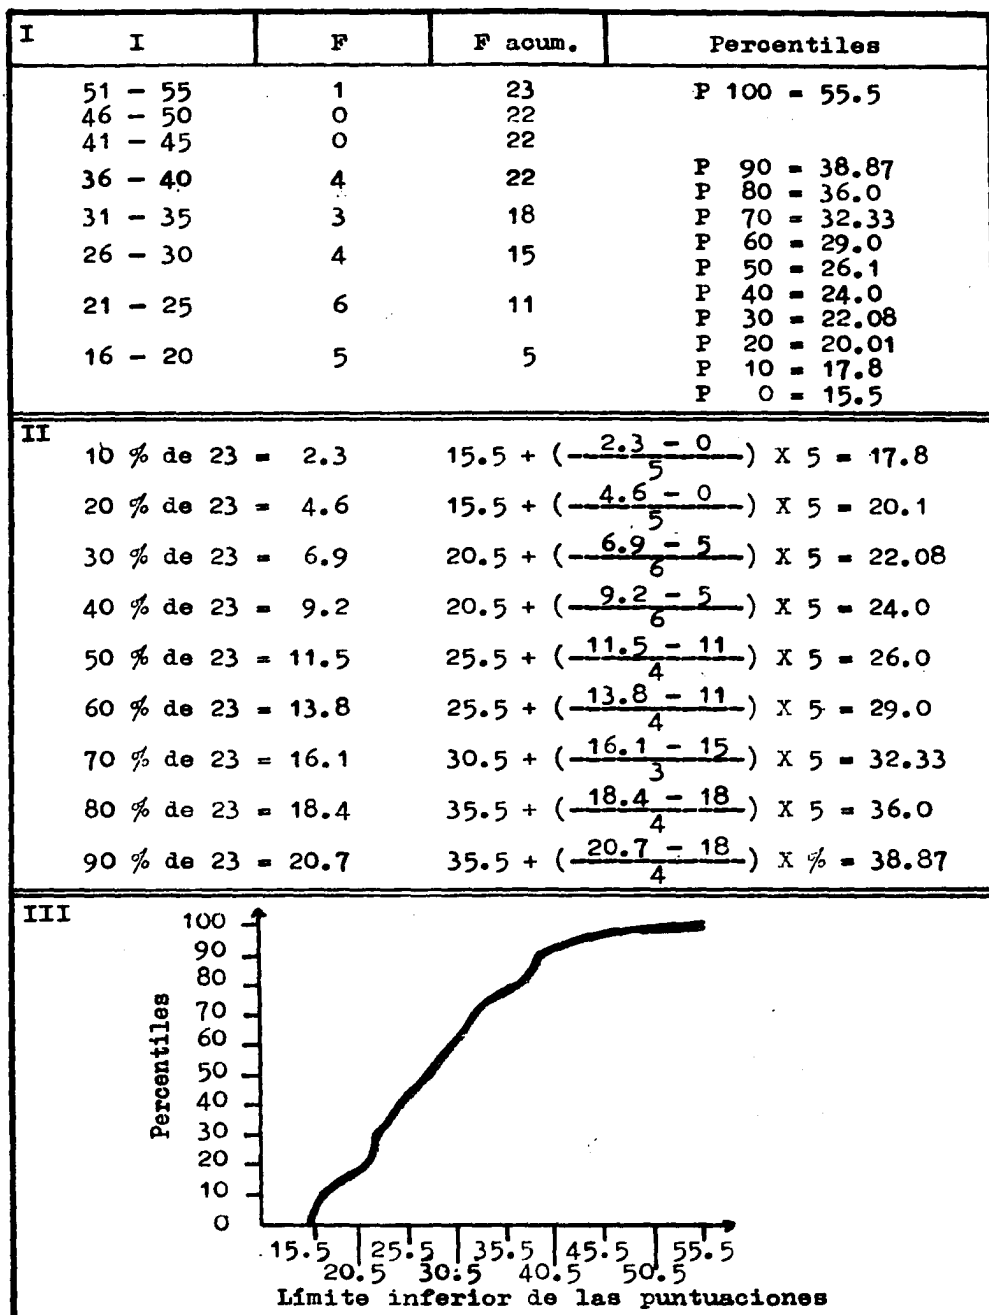 I
I F F acum. Percentiles
51 - 55 1 23 P 100 = 55.5
46 - 50 0 22
41 - 45 0 22
36 - 40 4 22 P 90 = 38.87
P 80 = 36.0
31 - 35 3 18 P 70 = 32.33
P 60 = 29.0
26 - 30 4 15
P 50 = 26.1
P 40 = 24.0
21 - 25 6 11
P 30 = 22.08
P 20 = 20.01
16 - 20 5 5
P 10 = 17.8
P 0 = 15.5
II
10 % de 23 = 2.3 15.5 + (2.3 - 0 / 5) X 5 = 17.8
20 % de 23 = 4.6 15.5 + (4.6 - 0 / 5) X 5 = 20.1
30 % de 23 = 6.9 20.5 + (6.9 - 5 / 6) X 5 = 22.08
40 % de 23 = 9.2 20.5 + (9.2 - 5 / 6) X 5 = 24.0
50 % de 23 = 11.5 25.5 + (11.5 - 11 / 4) X 5 = 26.0
60 % de 23 = 13.8 25.5 + (13.8 - 11 / 4) X 5 = 29.0
70 % de 23 = 16.1 30.5 + (16.1 - 15 / 3) X 5 = 32.33
80 % de 23 = 18.4 35.5 + (18.4 - 18 / 4) X 5 = 36.0
90 % de 23 = 20.7 35.5 + (20.7 - 18 / 4) X % = 38.87
III
Percentiles
100
90
80
70
60
50
40
30
20
10
0
15.5 25.5 35.5 45.5 55.5
20.5 30.5 40.5 50.5
Límite inferior de las puntuaciones